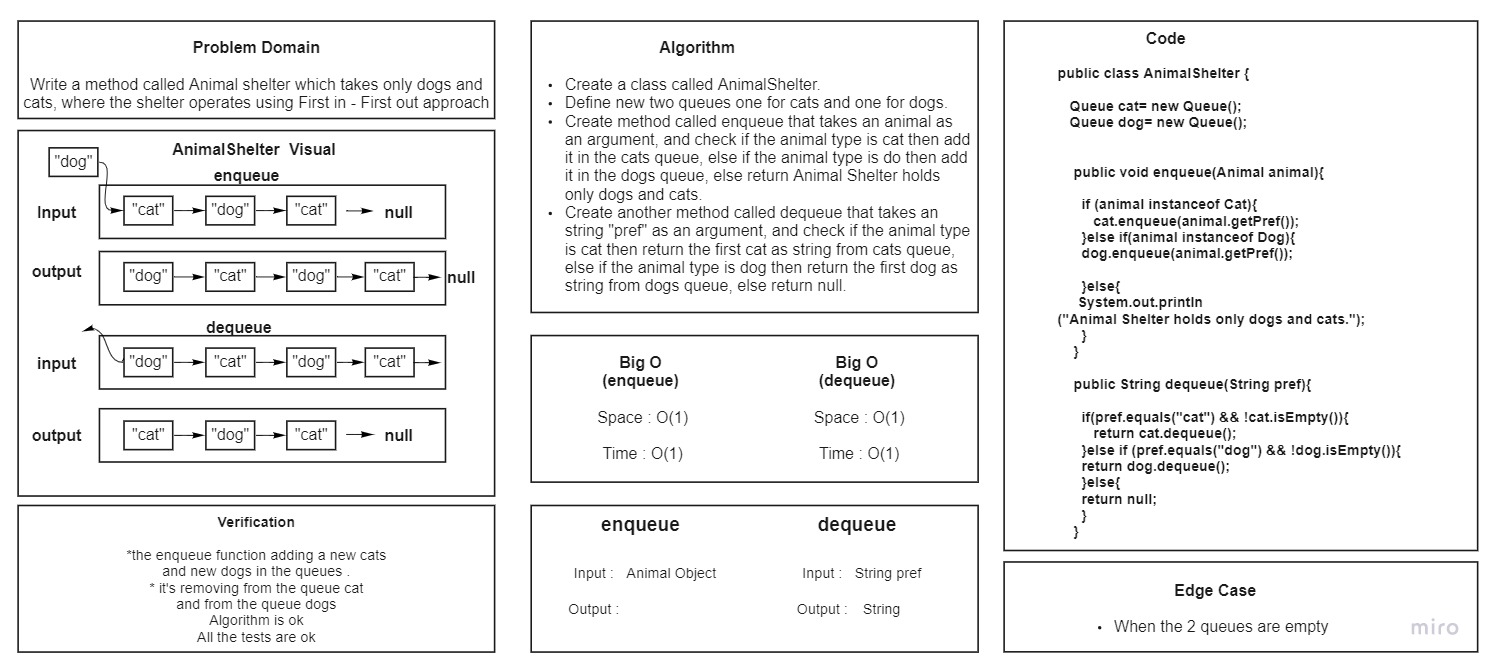 Problem Domain
Write a method called Animal shelter which takes only dogs and
cats, where the shelter operates using First in - First out approach
AnimalShelter Visual
"dog"
enqueue
Input
"cat" "dog" "cat" null
output
"dog" "cat" "dog" "cat" null
dequeue
input
"dog" "cat" "dog" "cat"
output
"cat" "dog" "cat" null
Verification
*the enqueue function adding a new cats
and new dogs in the queues .
* it's removing from the queue cat
and from the queue dogs
Algorithm is ok
All the tests are ok
Algorithm
• Create a class called AnimalShelter.
• Define new two queues one for cats and one for dogs.
• Create method called enqueue that takes an animal as
an argument, and check if the animal type is cat then add
it in the cats queue, else if the animal type is do then add
it in the dogs queue, else return Animal Shelter holds
only dogs and cats.
• Create another method called dequeue that takes an
string "pref" as an argument, and check if the animal type
is cat then return the first cat as string from cats queue,
else if the animal type is dog then return the first dog as
string from dogs queue, else return null.
Big O
(enqueue)
Space : O(1)
Time : O(1)
Big O
(dequeue)
Space : O(1)
Time : O(1)
enqueue
Input : Animal Object
Output :
dequeue
Input : String pref
Output : String
Code
public class AnimalShelter {
Queue cat= new Queue();
Queue dog= new Queue();
public void enqueue(Animal animal){
if (animal instanceof Cat){
cat.enqueue(animal.getPref());
}else if(animal instanceof Dog){
dog.enqueue(animal.getPref());
}else{
System.out.println
("Animal Shelter holds only dogs and cats.");
}
}
public String dequeue(String pref){
if(pref.equals("cat") && !cat.isEmpty()){
return cat.dequeue();
}else if (pref.equals("dog") && !dog.isEmpty()){
return dog.dequeue();
}else{
return null;
}
}
Edge Case
• When the 2 queues are empty
miro